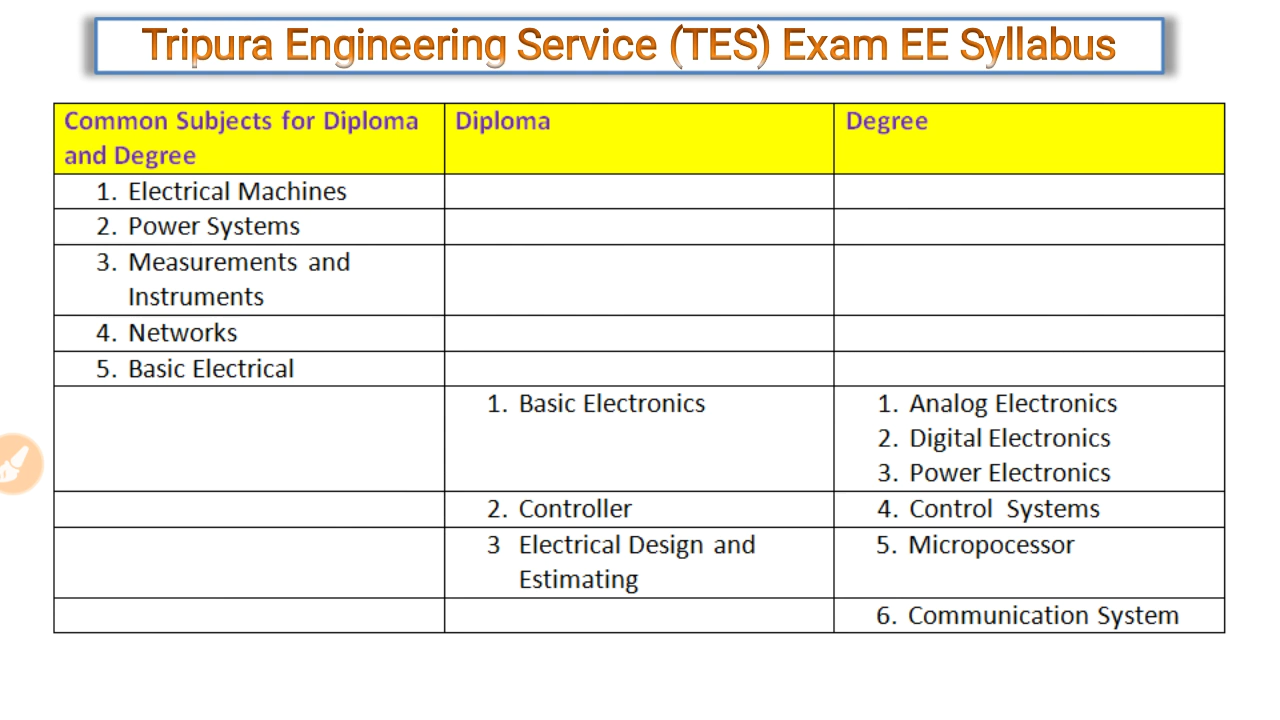 Tripura Engineering Service (TES) Exam EE Syllabus
Common Subjects for Diploma
and Degree
Diploma
Degree
1. Electrical Machines
2. Power Systems
3. Measurements and
Instruments
4. Networks
5. Basic Electrical
1. Basic Electronics
1. Analog Electronics
2. Digital Electronics
3. Power Electronics
2. Controller
4. Control Systems
3 Electrical Design and
Estimating
5. Micropocessor
6. Communication System